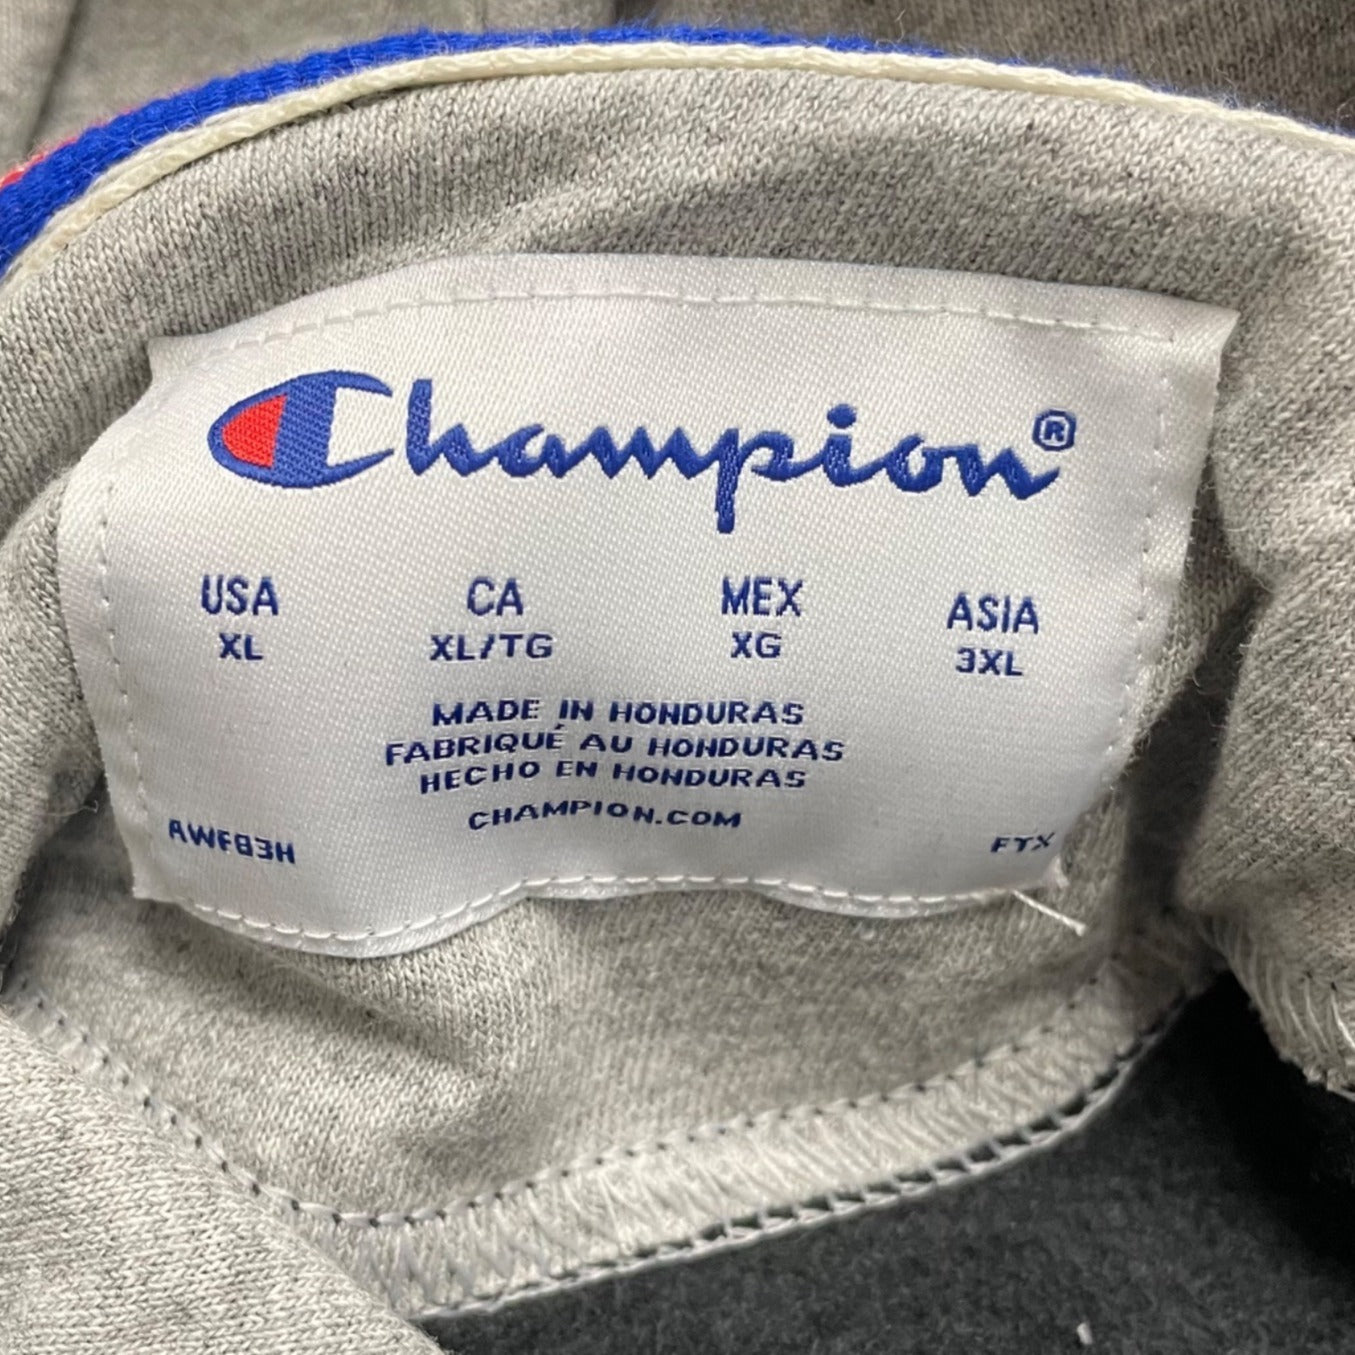 Champion®
USA CA MEX ASIA
XL XL/TG XG 3XL
MADE IN HONDURAS
FABRIQUÉ AU HONDURAS
HECHO EN HONDURAS
CHAMPION.COM
AWF83H FTX